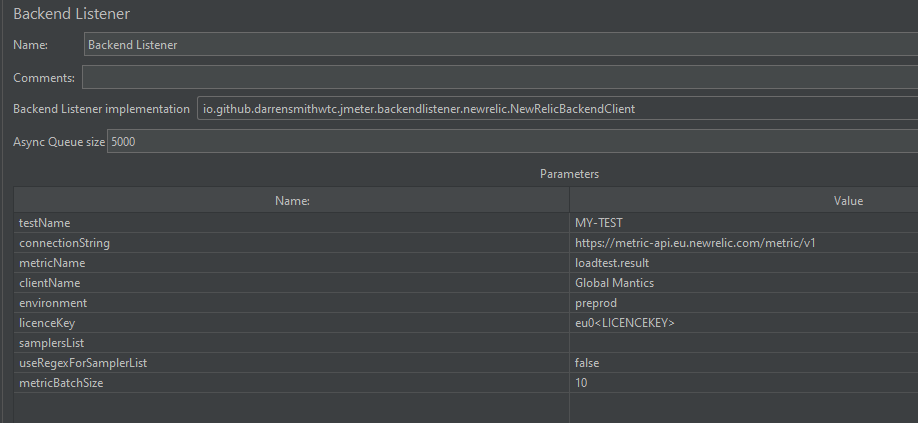 Backend Listener
Name: Backend Listener
Comments:
Backend Listener implementation io.github.darrensmithwtc.jmeter.backendlistener.newrelic.NewRelicBackendClient
Async Queue size 5000
Parameters
Name: Value
testName MY-TEST
connectionString https://metric-api.eu.newrelic.com/metric/v1
metricName loadtest.result
clientName Global Mantics
environment preprod
licenceKey eu0<LICENCEKEY>
samplersList
useRegexForSamplerList false
metricBatchSize 10